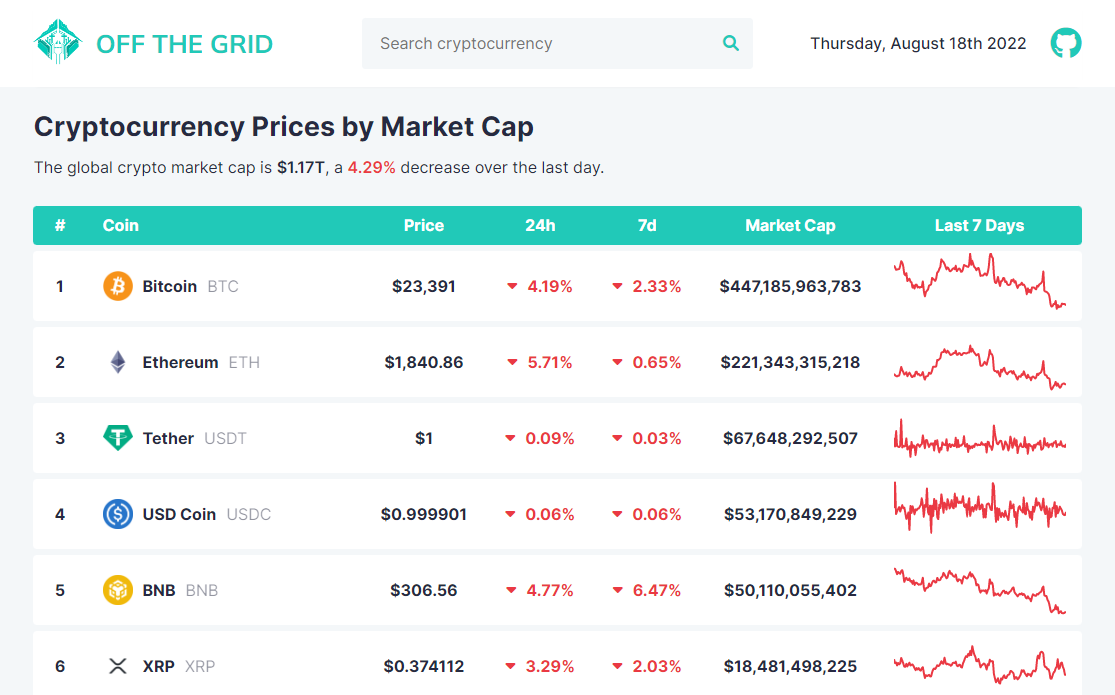 OFF THE GRID
Search cryptocurrency
Thursday, August 18th 2022
Cryptocurrency Prices by Market Cap
The global crypto market cap is $1.17T, a 4.29% decrease over the last day.
# Coin Price 24h 7d Market Cap Last 7 Days
1 Bitcoin BTC $23,391 4.19% 2.33% $447,185,963,783
2 Ethereum ETH $1,840.86 5.71% 0.65% $221,343,315,218
3 Tether USDT $1 0.09% 0.03% $67,648,292,507
4 USD Coin USDC $0.999901 0.06% 0.06% $53,170,849,229
5 BNB BNB $306.56 4.77% 6.47% $50,110,055,402
6 XRP XRP $0.374112 3.29% 2.03% $18,481,498,225